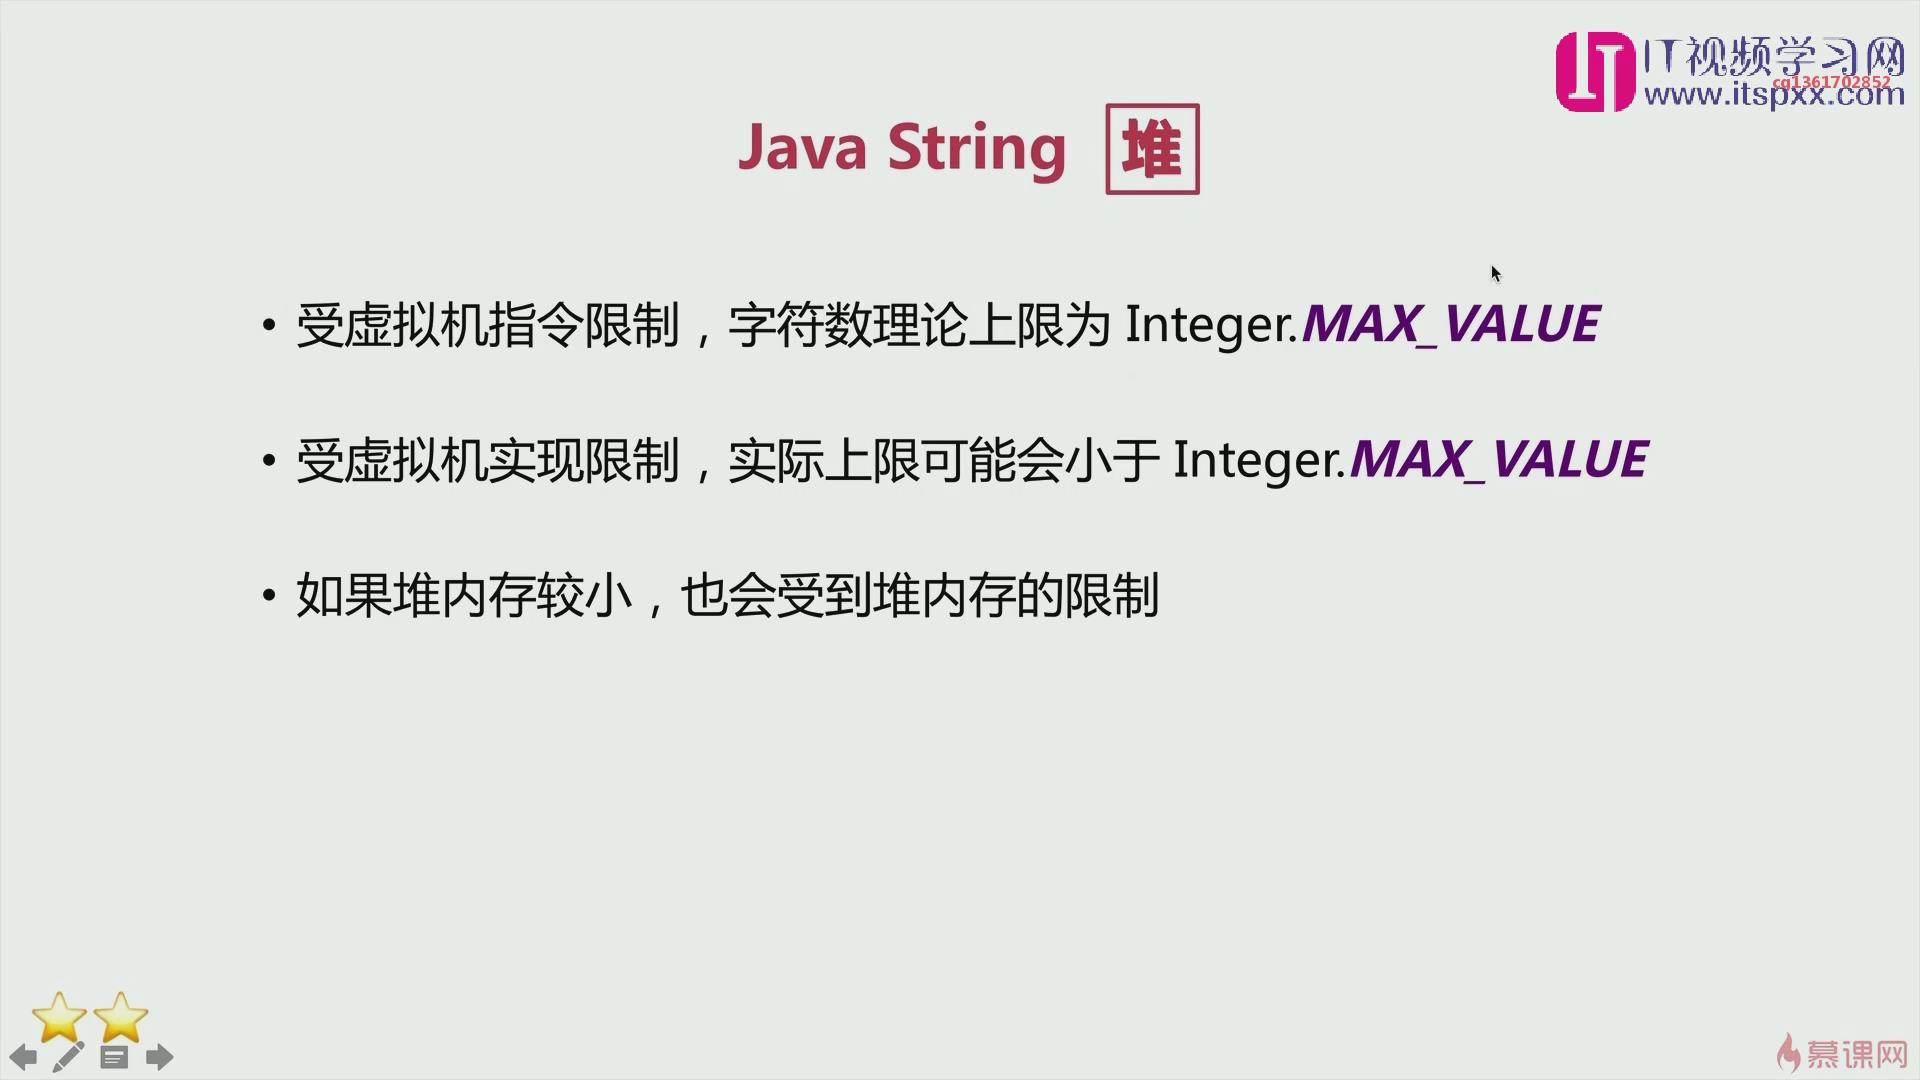 IT视频学习网
cg1361702852
www.itspxx.com
Java String 堆
• 受虚拟机指令限制，字符数理论上限为 Integer.MAX_VALUE
• 受虚拟机实现限制，实际上限可能会小于 Integer.MAX_VALUE
• 如果堆内存较小，也会受到堆内存的限制
慕课网